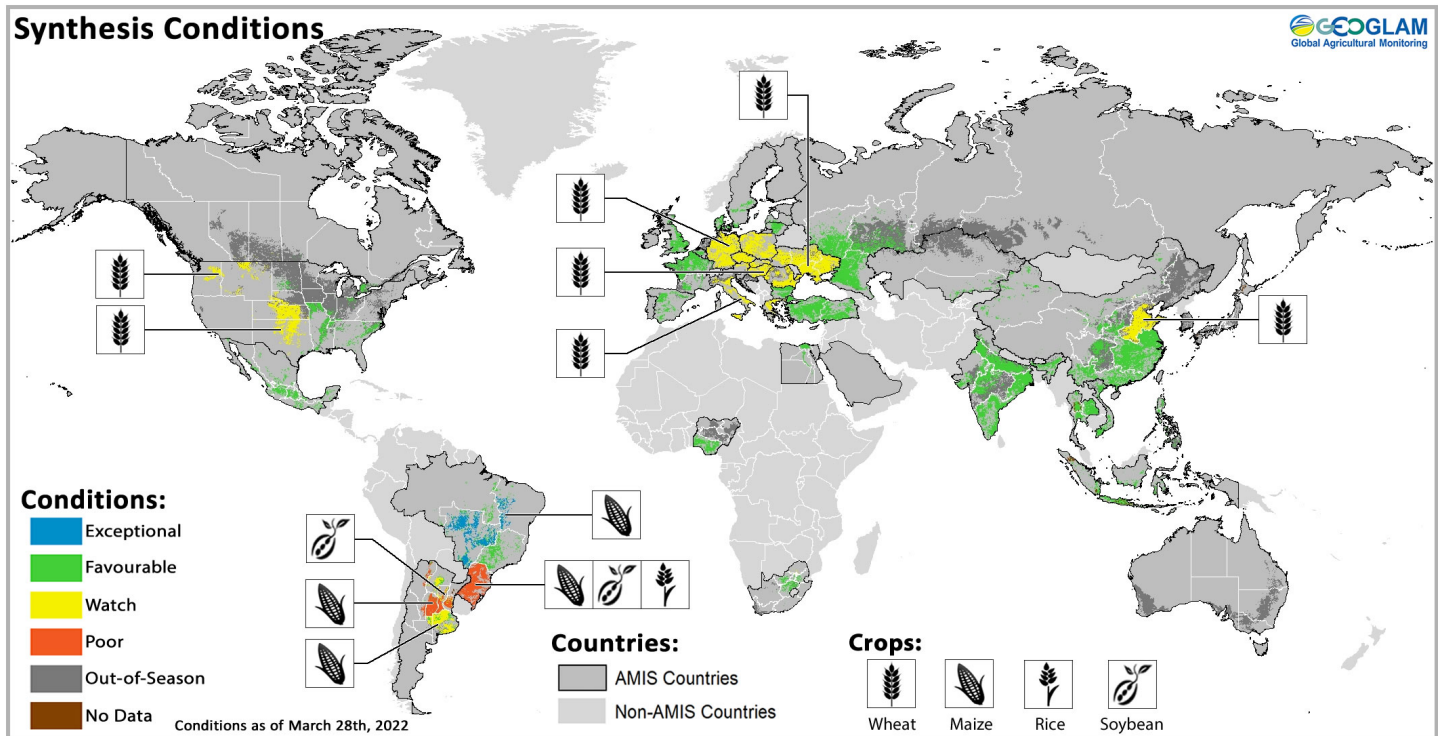 Synthesis Conditions
GEOGLAM
Global Agricultural Monitoring
Conditions:
Exceptional
Favourable
Watch
Poor
Out-of-Season
No Data
Conditions as of March 28th, 2022
Countries:
AMIS Countries
Non-AMIS Countries
Crops:
Wheat
Maize
Rice
Soybean